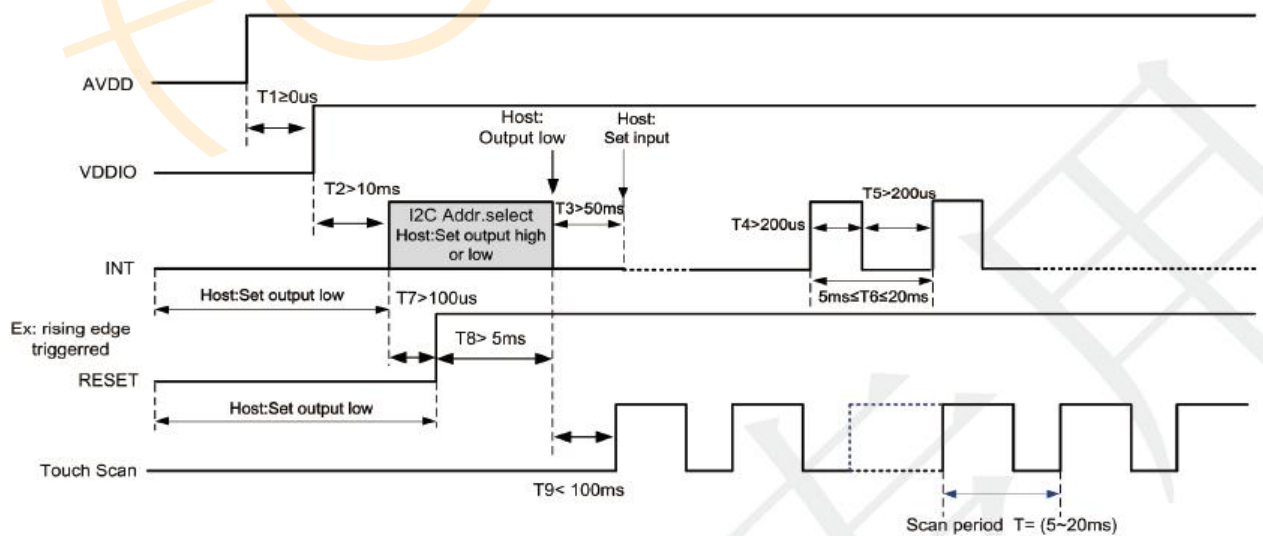 AVDD
T1≥0us
VDDIO
Host:
Output low
Host:
Set input
T2>10ms
I2C Addr.select
Host:Set output high
or low
T3>50ms
T4>200us
T5>200us
INT
5ms≤T6≤20ms
Host:Set output low
T7>100us
Ex: rising edge
triggerred
T8> 5ms
RESET
Host:Set output low
Touch Scan
T9< 100ms
Scan period T= (5~20ms)